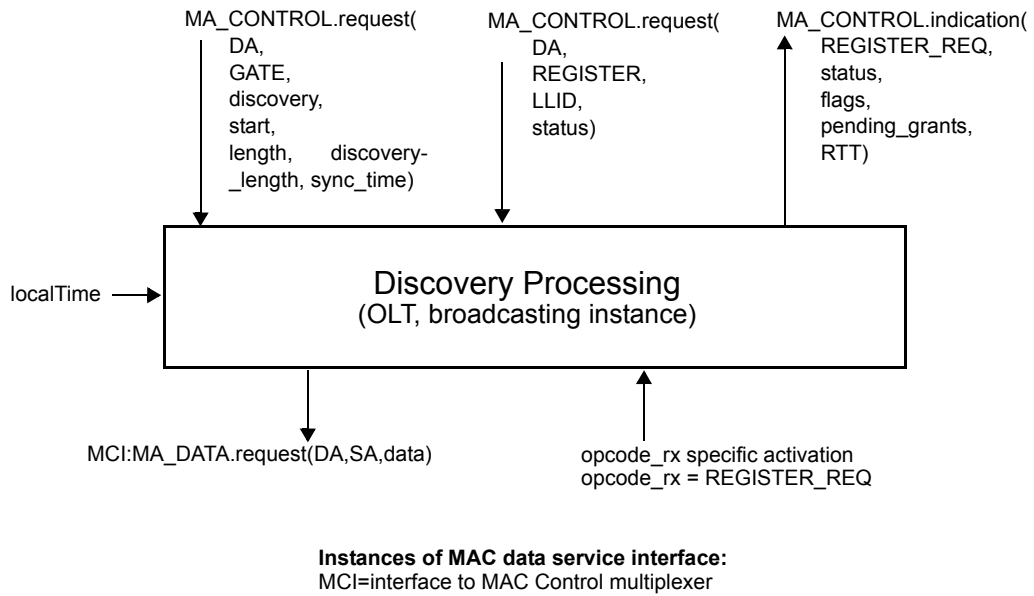 MA_CONTROL.request(
DA,
GATE,
discovery,
start,
length, discovery-
_length, sync_time)
MA_CONTROL.request(
DA,
REGISTER,
LLID,
status)
MA_CONTROL.indication(
REGISTER_REQ,
status,
flags,
pending_grants,
RTT)
localTime
Discovery Processing
(OLT, broadcasting instance)
MCI:MA_DATA.request(DA,SA,data)
opcode_rx specific activation
opcode_rx = REGISTER_REQ
Instances of MAC data service interface:
MCI=interface to MAC Control multiplexer